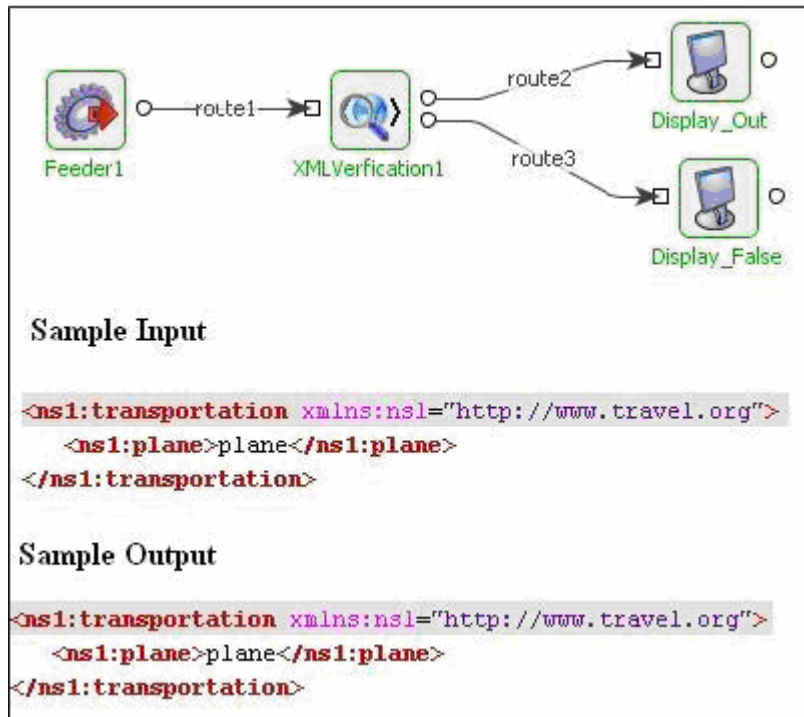 route1
route2
route3
Feeder1
XMLVerfication1
Display_Out
Display_False
Sample Input
<ns1:transportation xmlns:ns1="http://www.travel.org">
<ns1:plane>plane</ns1:plane>
</ns1:transportation>
Sample Output
<ns1:transportation xmlns:ns1="http://www.travel.org">
<ns1:plane>plane</ns1:plane>
</ns1:transportation>